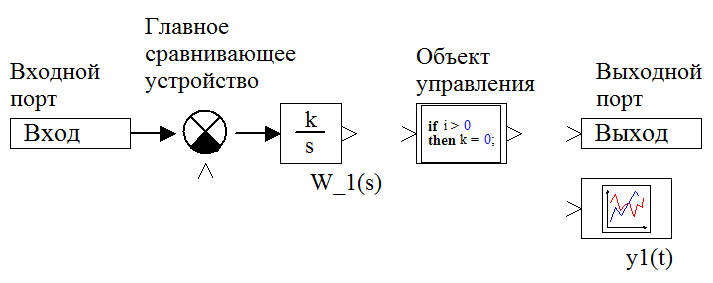 Главное
сравнивающее
устройство
Входной
порт
Вход
k
s
W_1(s)
Объект
управления
if i > 0
then k = 0;
Выходной
порт
Выход
y1(t)